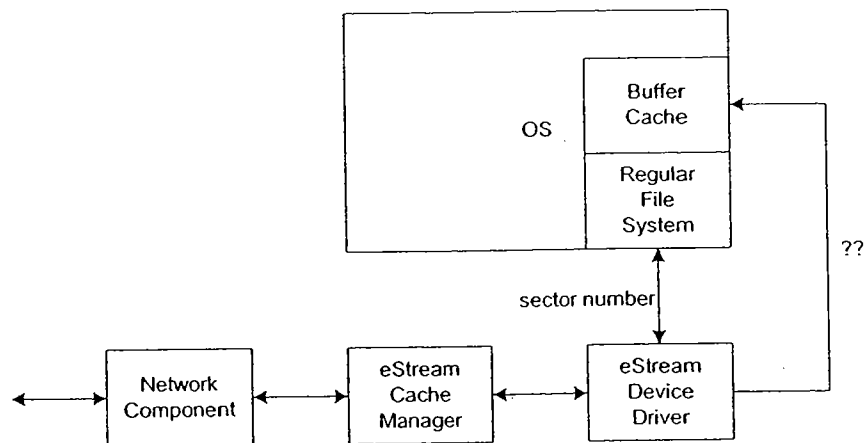 Buffer
Cache
OS
Regular
File
System
??
sector number
Network
Component
eStream
Cache
Manager
eStream
Device
Driver